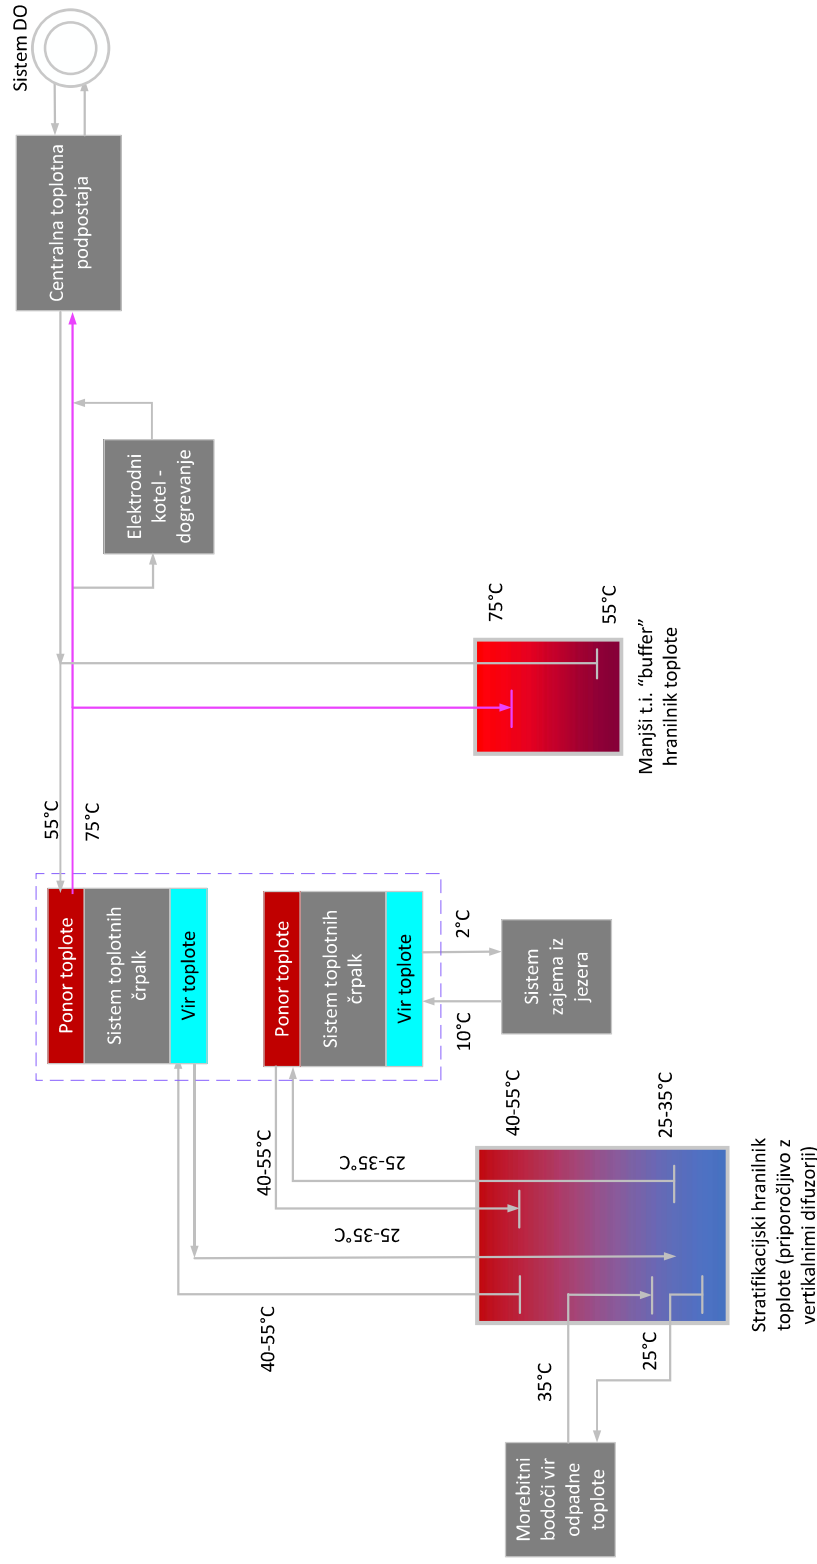 Sistem DO
Centralna toplotna
podpostaja
Elektrodni
kotel -
dogrevanje
55°C
75°C
75°C
55°C
Manjši t.i. “buffer”
hranilnik toplote
Ponor toplote
Sistem toplotnih
črpalk
Vir toplote
Ponor toplote
Sistem toplotnih
črpalk
Vir toplote
2°C
10°C
Sistem
zajema iz
jezera
40-55°C
25-35°C
25-35°C
40-55°C
40-55°C
25-35°C
Stratifikacijski hranilnik
toplote (priporočljivo z
vertikalnimi difuzorji)
35°C
25°C
Morebitni
bodoči vir
odpadne
toplote